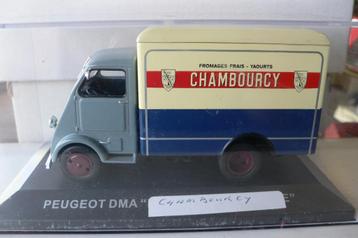 FROMAGES FRAIS - YAOURTS
CHAMBOURCY
PEUGEOT DMA "
CHAMBOURCY